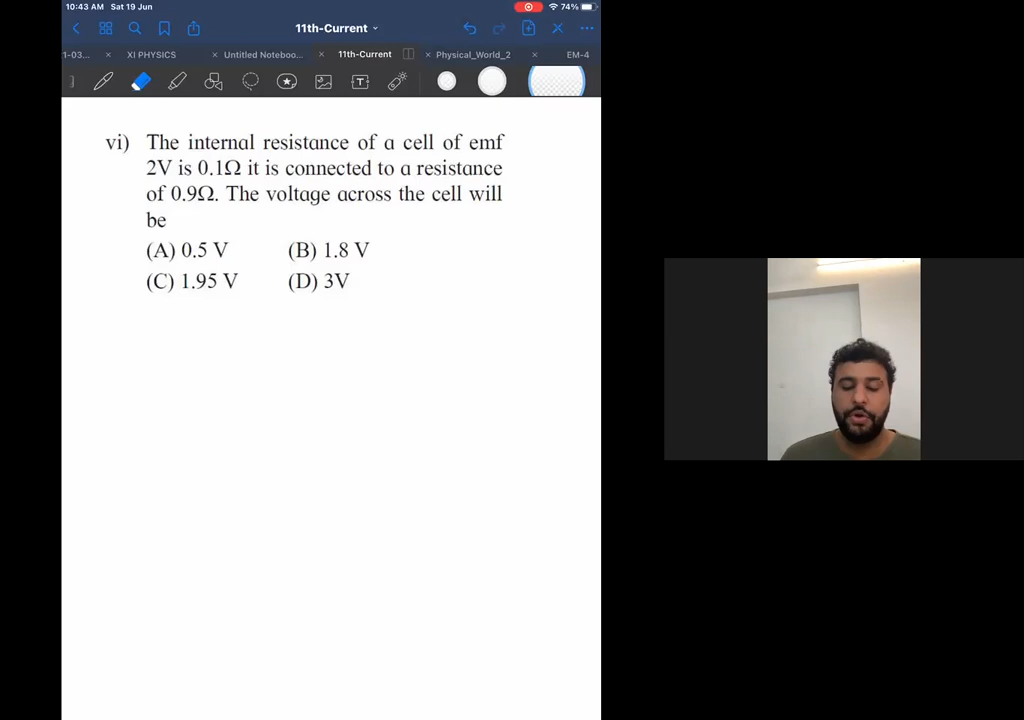 10:43 AM Sat 19 Jun
74%
11th-Current
1-03...
XI PHYSICS
Untitled Noteboo...
11th-Current
Physical_World_2
EM-4
vi) The internal resistance of a cell of emf
2V is 0.1Ω it is connected to a resistance
of 0.9Ω. The voltage across the cell will
be
(A) 0.5 V (B) 1.8 V
(C) 1.95 V (D) 3V